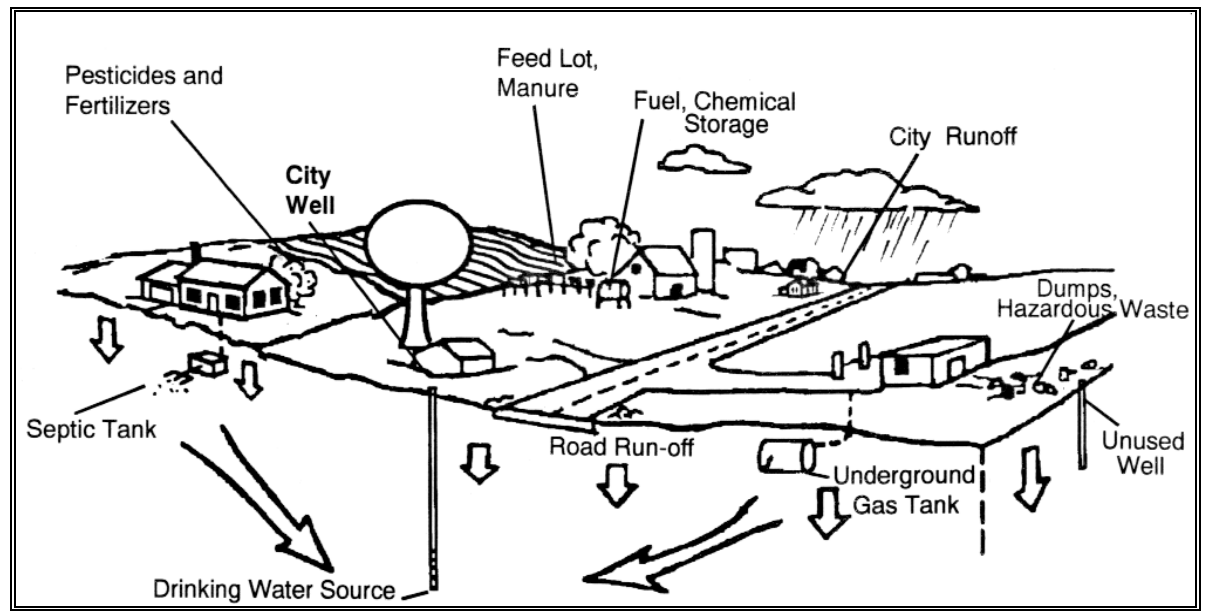 Pesticides and
Fertilizers
Feed Lot,
Manure
Fuel, Chemical
Storage
City Runoff
City
Well
Dumps,
Hazardous Waste
Septic Tank
Road Run-off
Unused
Well
Underground
Gas Tank
Drinking Water Source